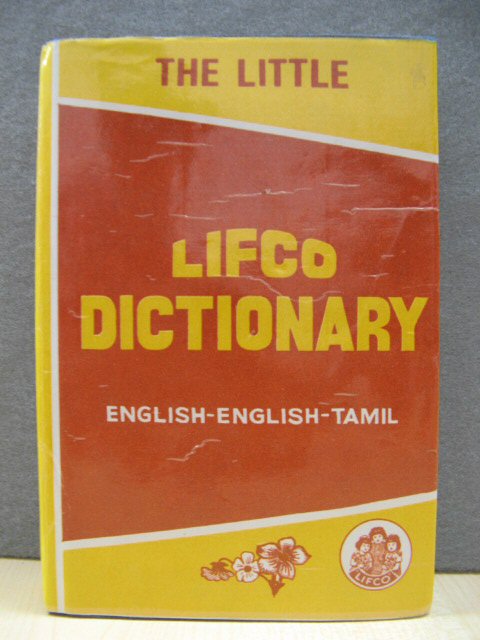 THE LITTLE
LIFCO
DICTIONARY
ENGLISH-ENGLISH-TAMIL
LIFCO